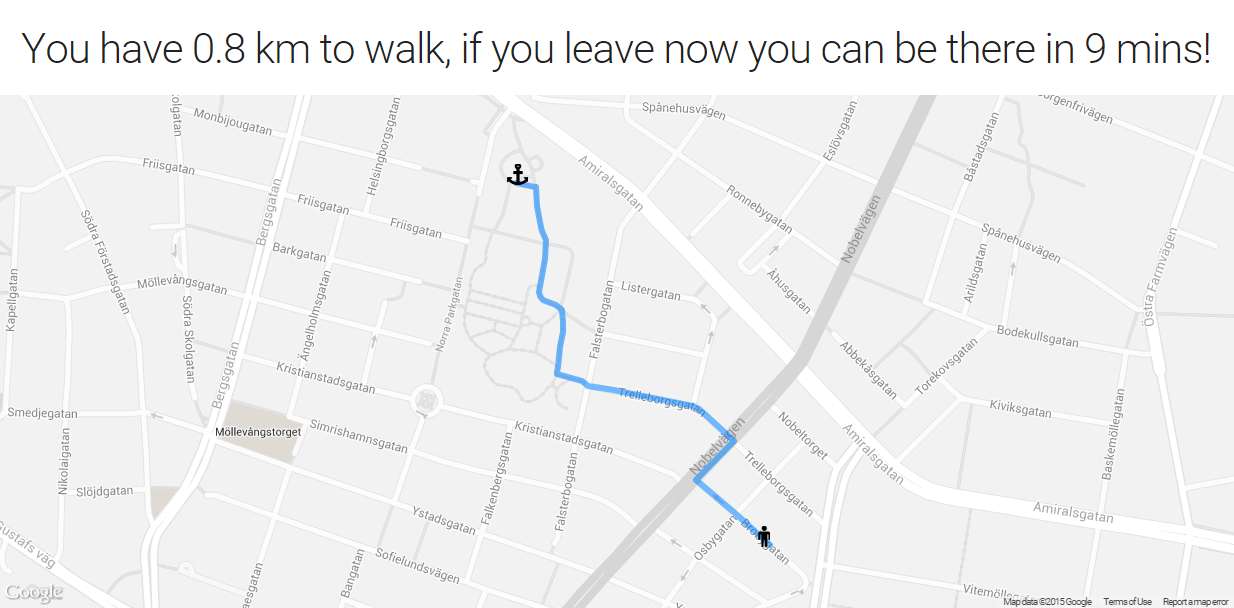 You have 0.8 km to walk, if you leave now you can be there in 9 mins!
Spånehusvägen
Monbijougatan
Helsingborgsgatan
Eslövsgatan
Båstadsgatan
Friisgatan
Amiralsgatan
Ronnebygatan
Nobelvägen
Bergsgatan
Friisgatan
Friisgatan
Södra Förstadsgatan
Barkgatan
Spånehusvägen
Östra Farmvägen
Kapellgatan
Möllevångsgatan
Södra Skolgatan
Ängelholmsgatan
Norra Parkgatan
Falsterbogatan
Listergatan
Åhusgatan
Arildsgatan
Bodekullsgatan
Bergsgatan
Kristianstadsgatan
Abbekåsgatan
Torekovsgatan
Trelleborgsgatan
Smedjegatan
Möllevångstorget
Simrishamnsgatan
Kristianstadsgatan
Nobelvägen
Nobeltorget
Amiralsgatan
Kiviksgatan
Baskemöllegatan
Nikolaigatan
Slöjdgatan
Falkenbergsgatan
Falsterbogatan
Trelleborgsgatan
Ystadsgatan
Osbygatan
Amiralsgatan
Sofielundsvägen
Bangatan
Google
Map data ©2015 Google
Terms of Use
Report a map error